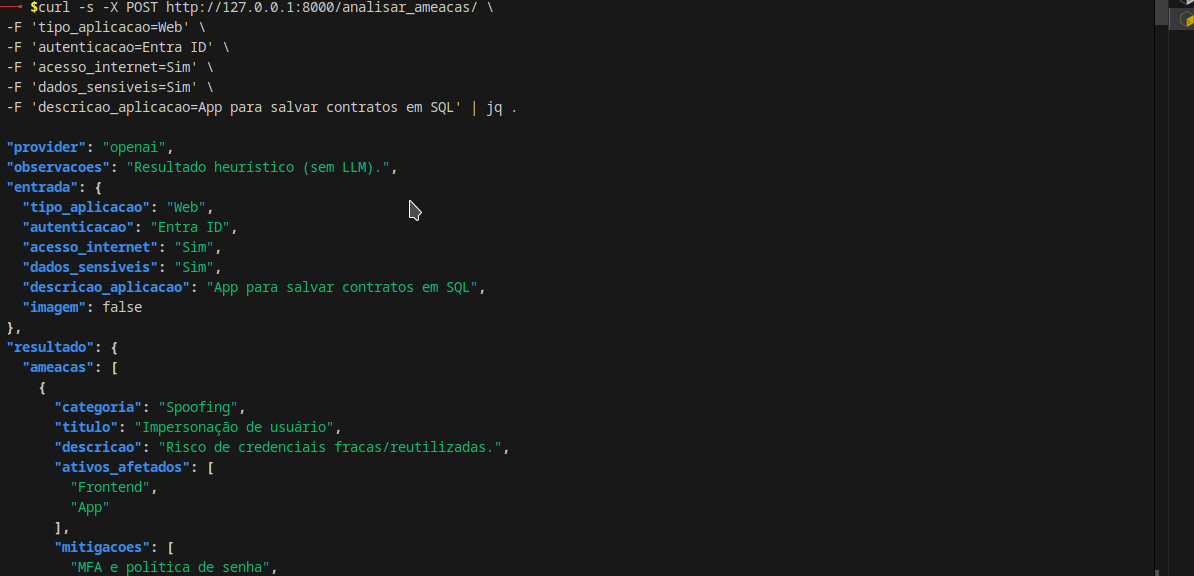 $curl -s -X POST http://127.0.0.1:8000/analisar_ameacas/ \
-F 'tipo_aplicacao=Web' \
-F 'autenticacao=Entra ID' \
-F 'acesso_internet=Sim' \
-F 'dados_sensiveis=Sim' \
-F 'descricao_aplicacao=App para salvar contratos em SQL' | jq .
"provider": "openai",
"observacoes": "Resultado heurístico (sem LLM).",
"entrada": {
"tipo_aplicacao": "Web",
"autenticacao": "Entra ID",
"acesso_internet": "Sim",
"dados_sensiveis": "Sim",
"descricao_aplicacao": "App para salvar contratos em SQL",
"imagem": false
},
"resultado": {
"ameacas": [
{
"categoria": "Spoofing",
"titulo": "Impersonação de usuário",
"descricao": "Risco de credenciais fracas/reutilizadas.",
"ativos_afetados": [
"Frontend",
"App"
],
"mitigacoes": [
"MFA e política de senha",